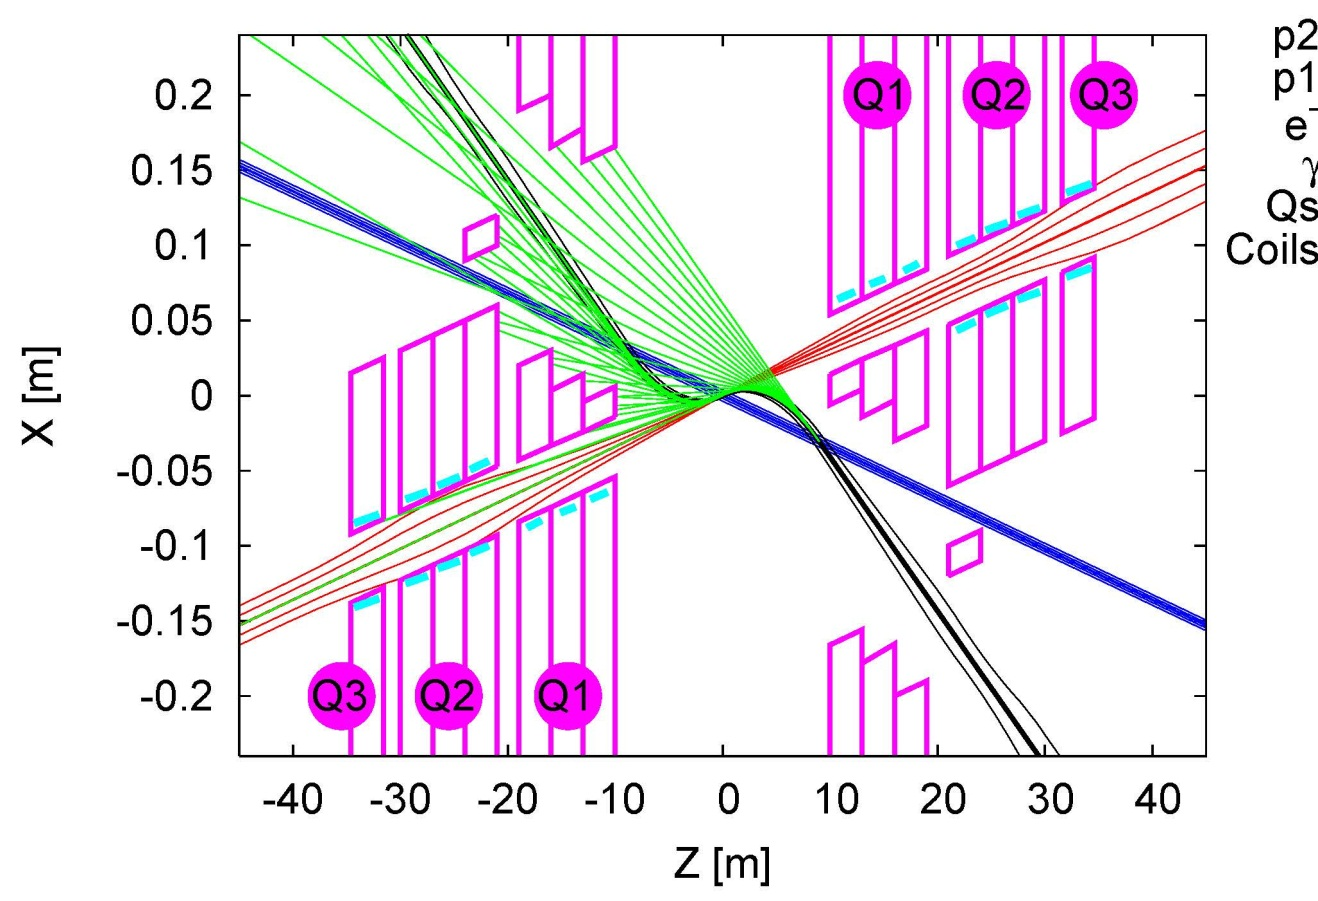 p2
p1
e-
γ
Qs
Coils
0.2
0.15
0.1
0.05
0
-0.05
-0.1
-0.15
-0.2
X [m]
Q1 Q2 Q3
Q3 Q2 Q1
-40 -30 -20 -10 0 10 20 30 40
Z [m]